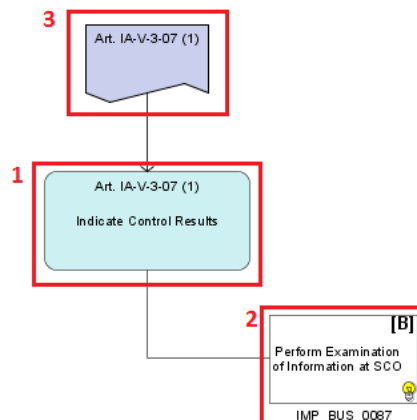 3
Art. IA-V-3-07 (1)
1
Art. IA-V-3-07 (1)
Indicate Control Results
2
[B]
Perform Examination
of Information at SCO
IMP_BUS_0087